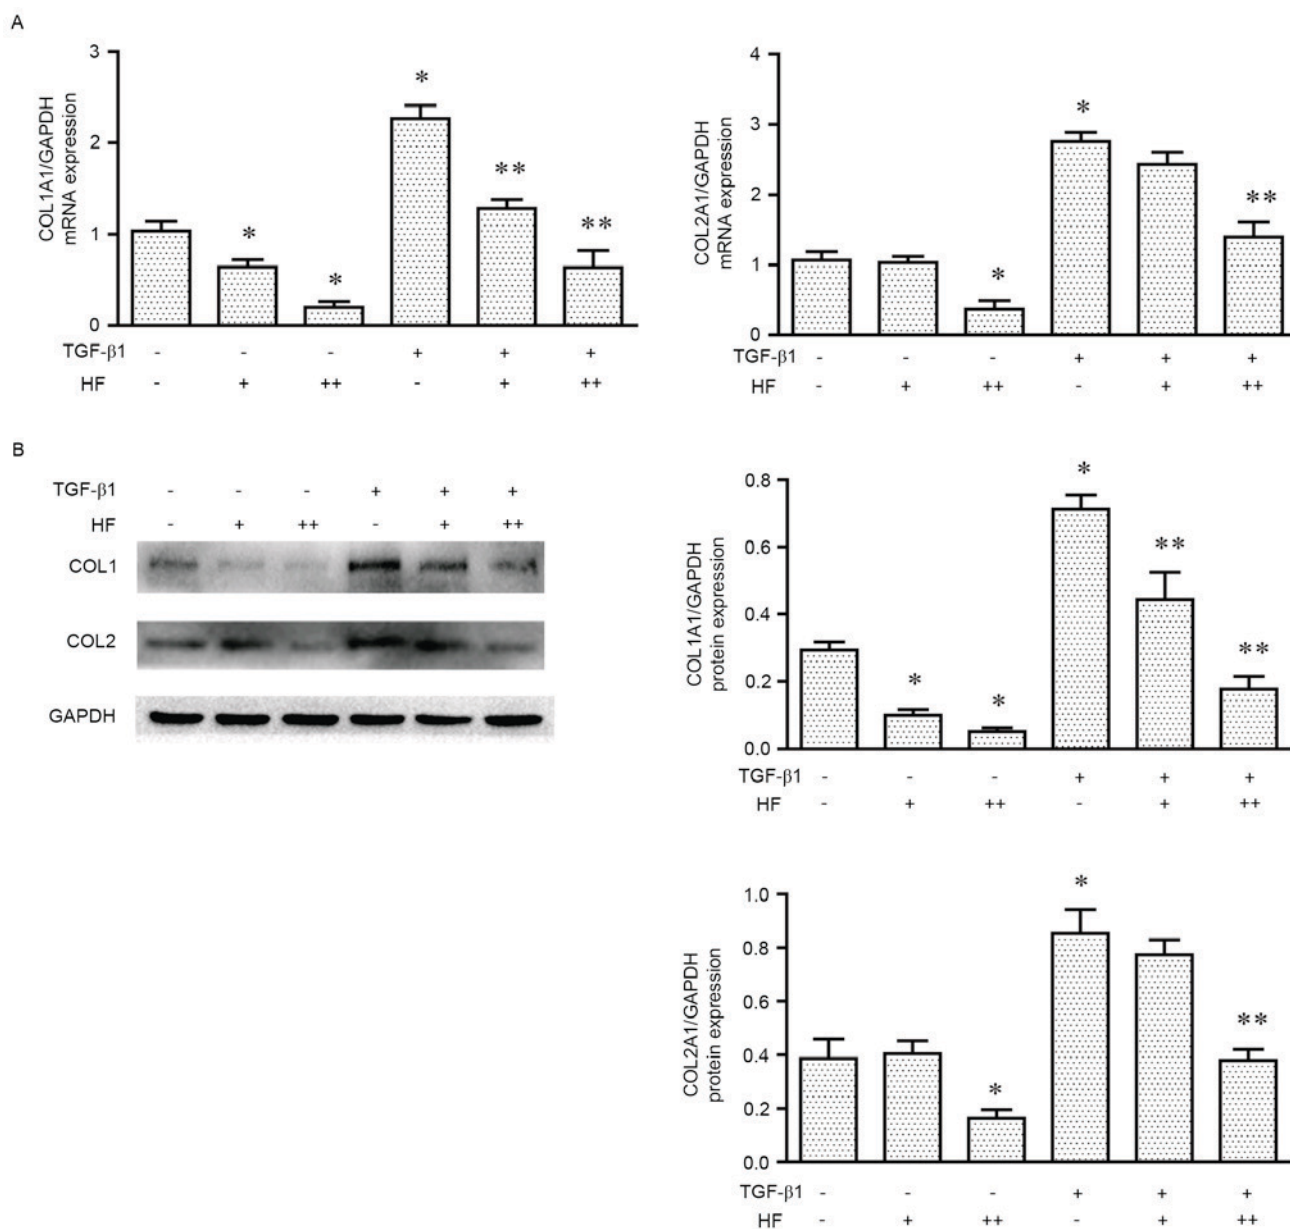 A
COL1A1/GAPDH
mRNA expression
3
2
1
0
*
*
*
**
**
TGF-β1 - - - + + +
HF - + ++ - + ++
COL2A1/GAPDH
mRNA expression
4
3
2
1
0
*
*
**
TGF-β1 - - - + + +
HF - + ++ - + ++
B
TGF-β1 - - - + + +
HF - + ++ - + ++
COL1
COL2
GAPDH
COL1A1/GAPDH
protein expression
0.8
0.6
0.4
0.2
0.0
*
*
*
**
**
TGF-β1 - - - + + +
HF - + ++ - + ++
COL2A1/GAPDH
protein expression
1.0
0.8
0.6
0.4
0.2
0.0
*
*
**
TGF-β1 - - - + + +
HF - + ++ - + ++